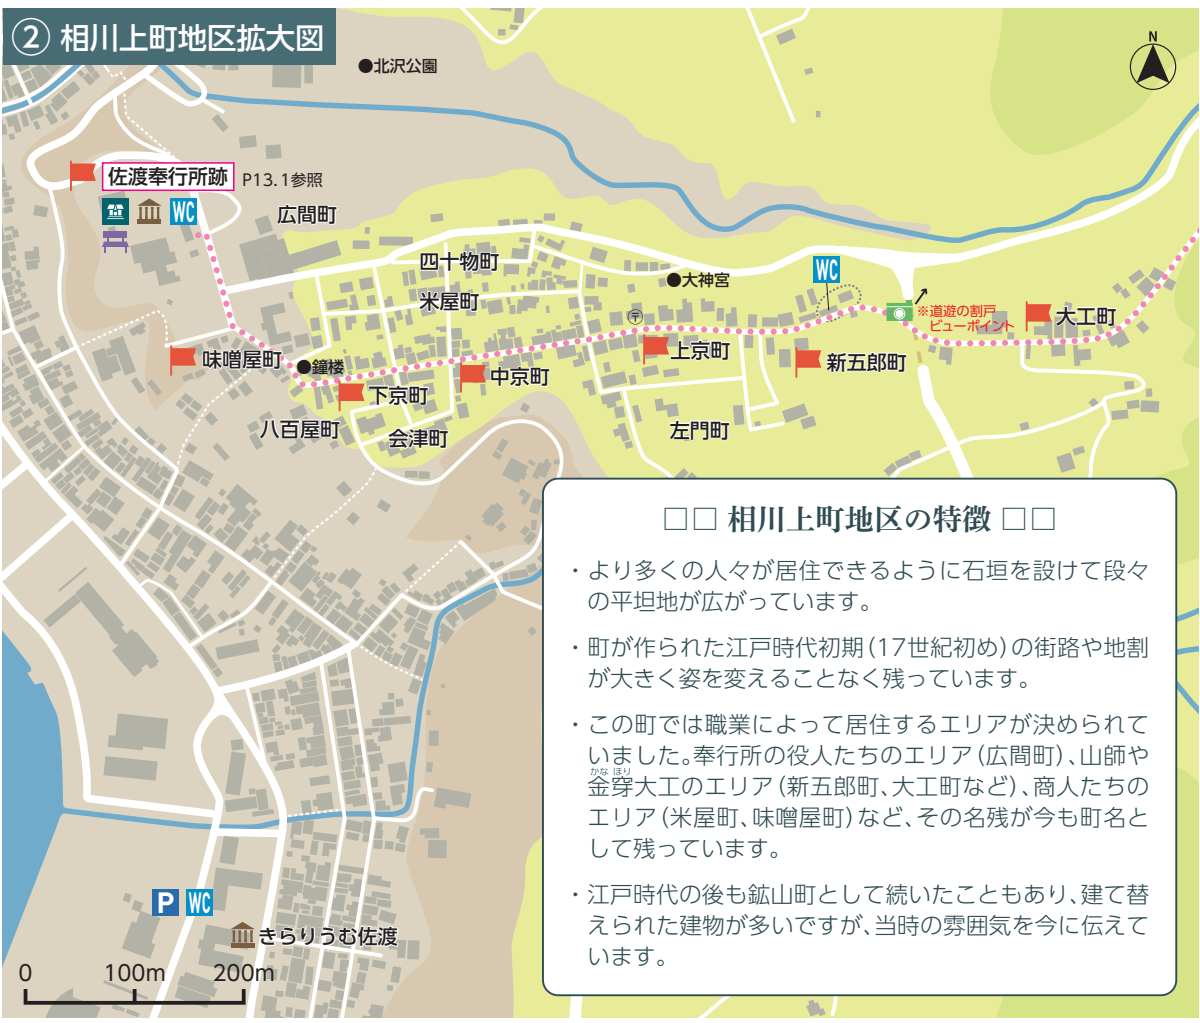 ② 相川上町地区拡大図
●北沢公園
N
佐渡奉行所跡 P13.1参照
WC
広間町
四十物町
米屋町
●大神宮
WC
〒
※道遊の割戸
ビューポイント
大工町
味噌屋町
●鐘楼
下京町
中京町
上京町
新五郎町
八百屋町
会津町
左門町
□□ 相川上町地区の特徴 □□
・より多くの人々が居住できるように石垣を設けて段々
の平坦地が広がっています。
・町が作られた江戸時代初期(17世紀初め)の街路や地割
が大きく姿を変えることなく残っています。
・この町では職業によって居住するエリアが決められて
いました。奉行所の役人たちのエリア(広間町)、山師や
かな ほり
金穿大工のエリア(新五郎町、大工町など)、商人たちの
エリア(米屋町、味噌屋町)など、その名残が今も町名と
して残っています。
・江戸時代の後も鉱山町として続いたこともあり、建て替
えられた建物が多いですが、当時の雰囲気を今に伝えて
います。
P WC
きらりうむ佐渡
0 100m 200m